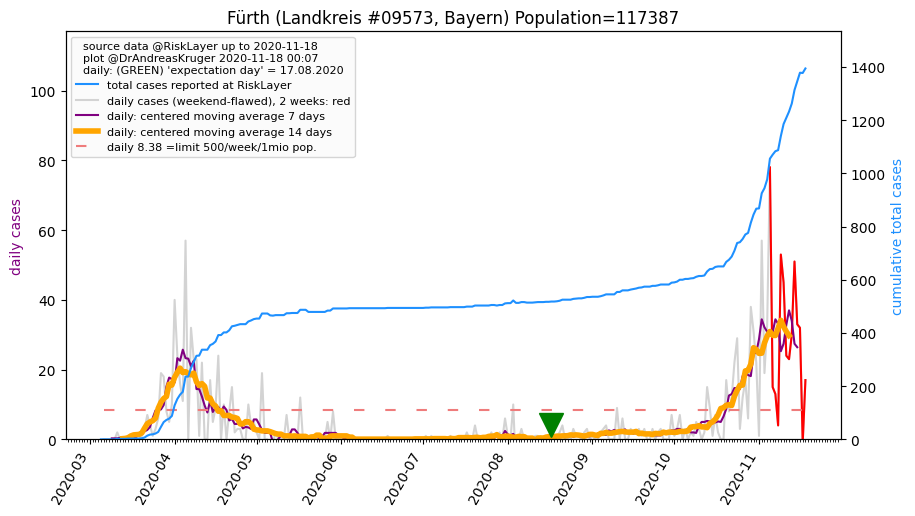 Fürth (Landkreis #09573, Bayern) Population=117387
source data @RiskLayer up to 2020-11-18
plot @DrAndreasKruger 2020-11-18 00:07
daily: (GREEN) 'expectation day' = 17.08.2020
total cases reported at RiskLayer
daily cases (weekend-flawed), 2 weeks: red
daily: centered moving average 7 days
daily: centered moving average 14 days
daily 8.38 =limit 500/week/1mio pop.
daily cases
100
80
60
40
20
0
cumulative total cases
1400
1200
1000
800
600
400
200
0
2020-03
2020-04
2020-05
2020-06
2020-07
2020-08
2020-09
2020-10
2020-11